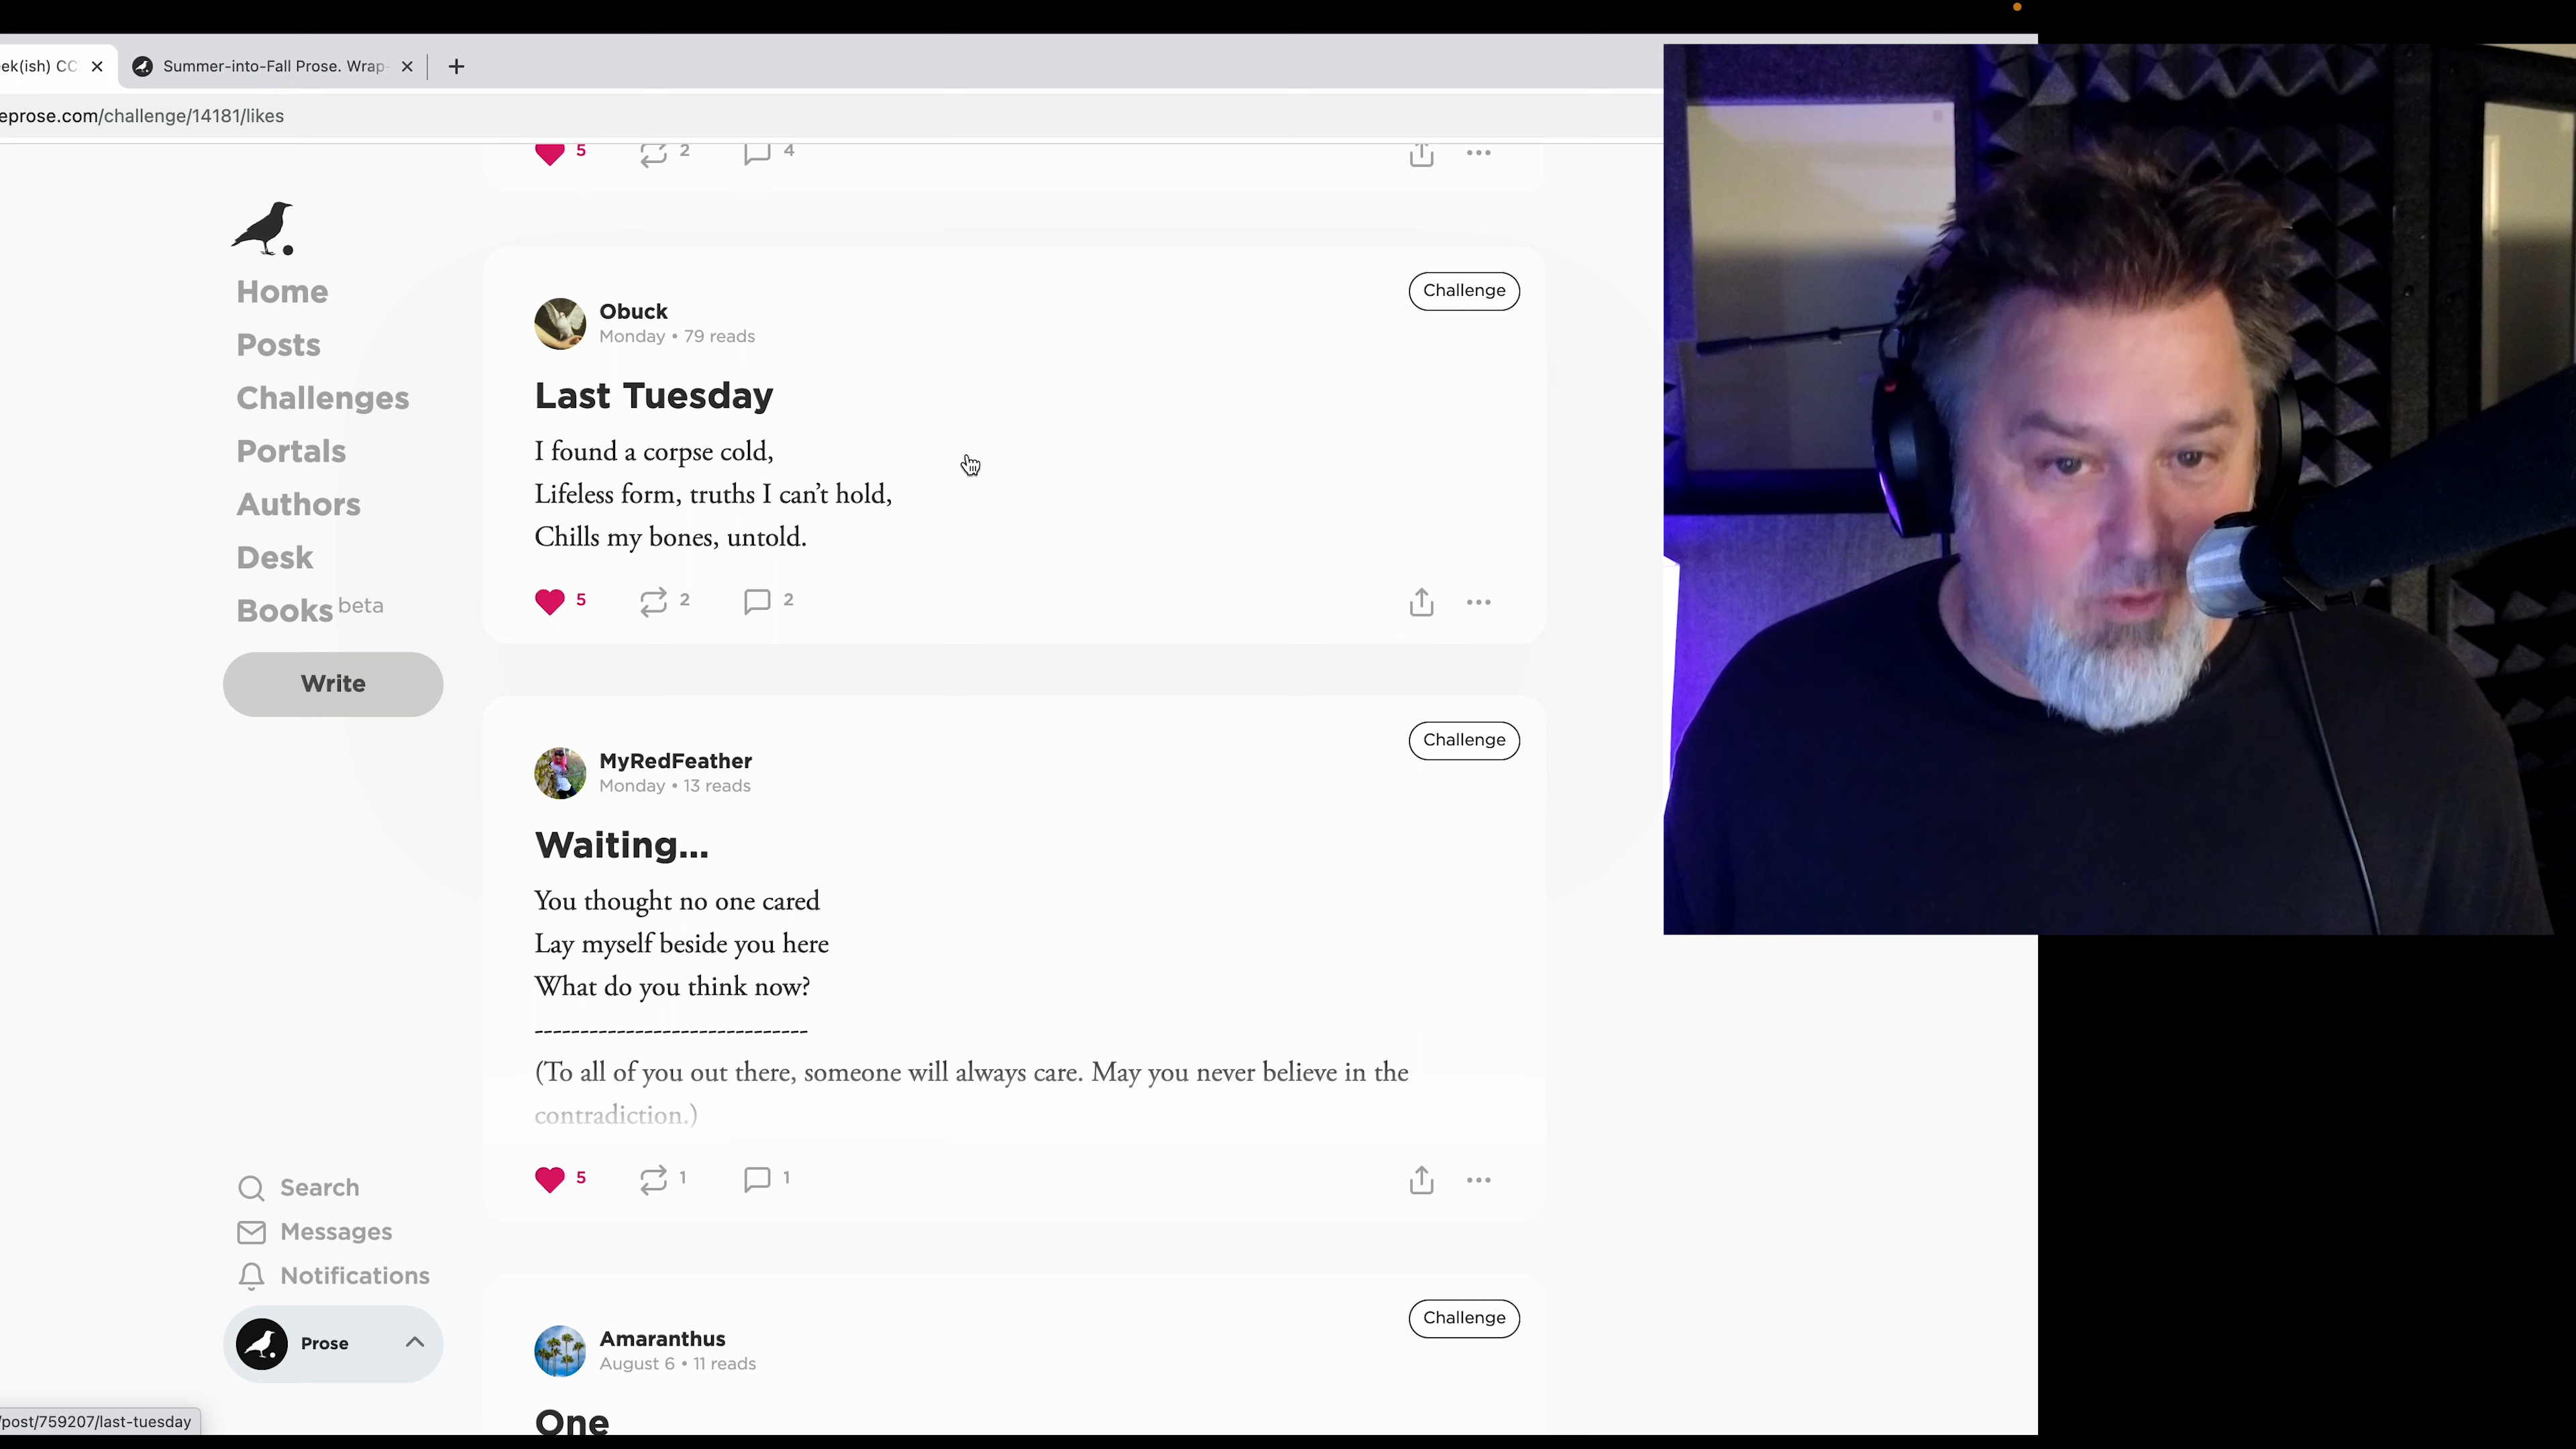 ek(ish) CC
Summer-into-Fall Prose. Wrap-
eprose.com/challenge/14181/likes
5 2 4
Home
Posts
Challenges
Portals
Authors
Desk
Books beta
Write
Search
Messages
Notifications
Prose
Challenge
Obuck
Monday • 79 reads
Last Tuesday
I found a corpse cold,
Lifeless form, truths I can’t hold,
Chills my bones, untold.
5 2 2
Challenge
MyRedFeather
Monday • 13 reads
Waiting...
You thought no one cared
Lay myself beside you here
What do you think now?
------------------------------
(To all of you out there, someone will always care. May you never believe in the
contradiction.)
5 1 1
Challenge
Amaranthus
August 6 • 11 reads
One
/post/759207/last-tuesday